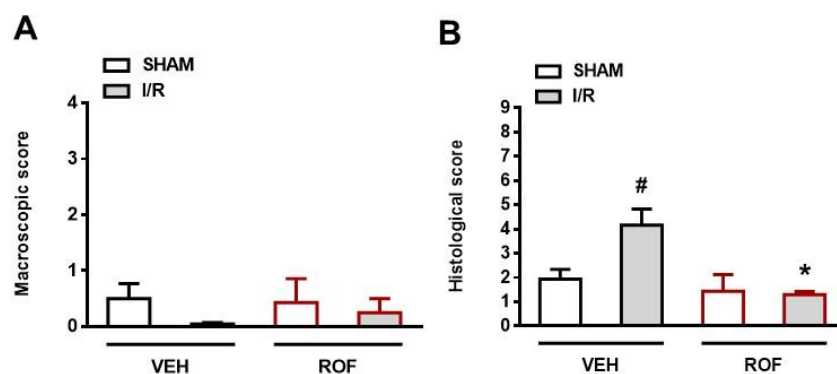 A
SHAM
I/R
Macroscopic score
4
3
2
1
0
VEH
ROF
B
SHAM
I/R
Histological score
9
8
7
6
5
4
3
2
1
0
#
*
VEH
ROF